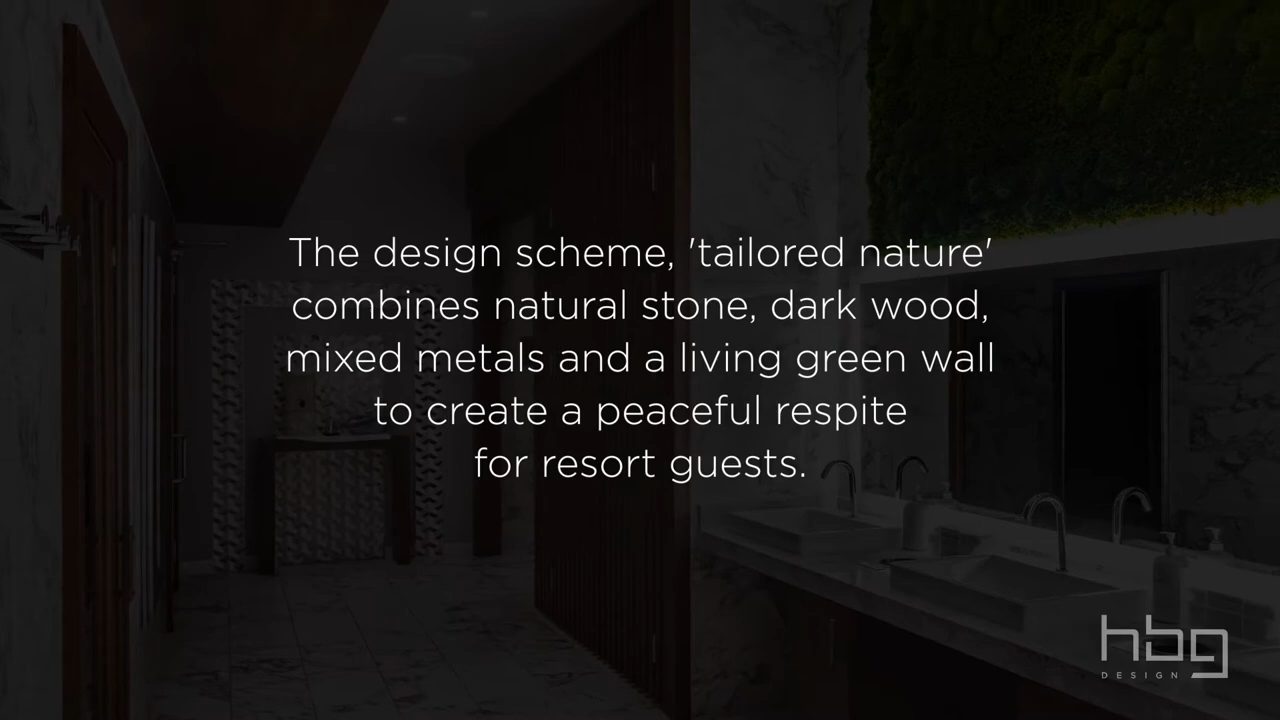 The design scheme, 'tailored nature'
combines natural stone, dark wood,
mixed metals and a living green wall
to create a peaceful respite
for resort guests.
hbg
DESIGN